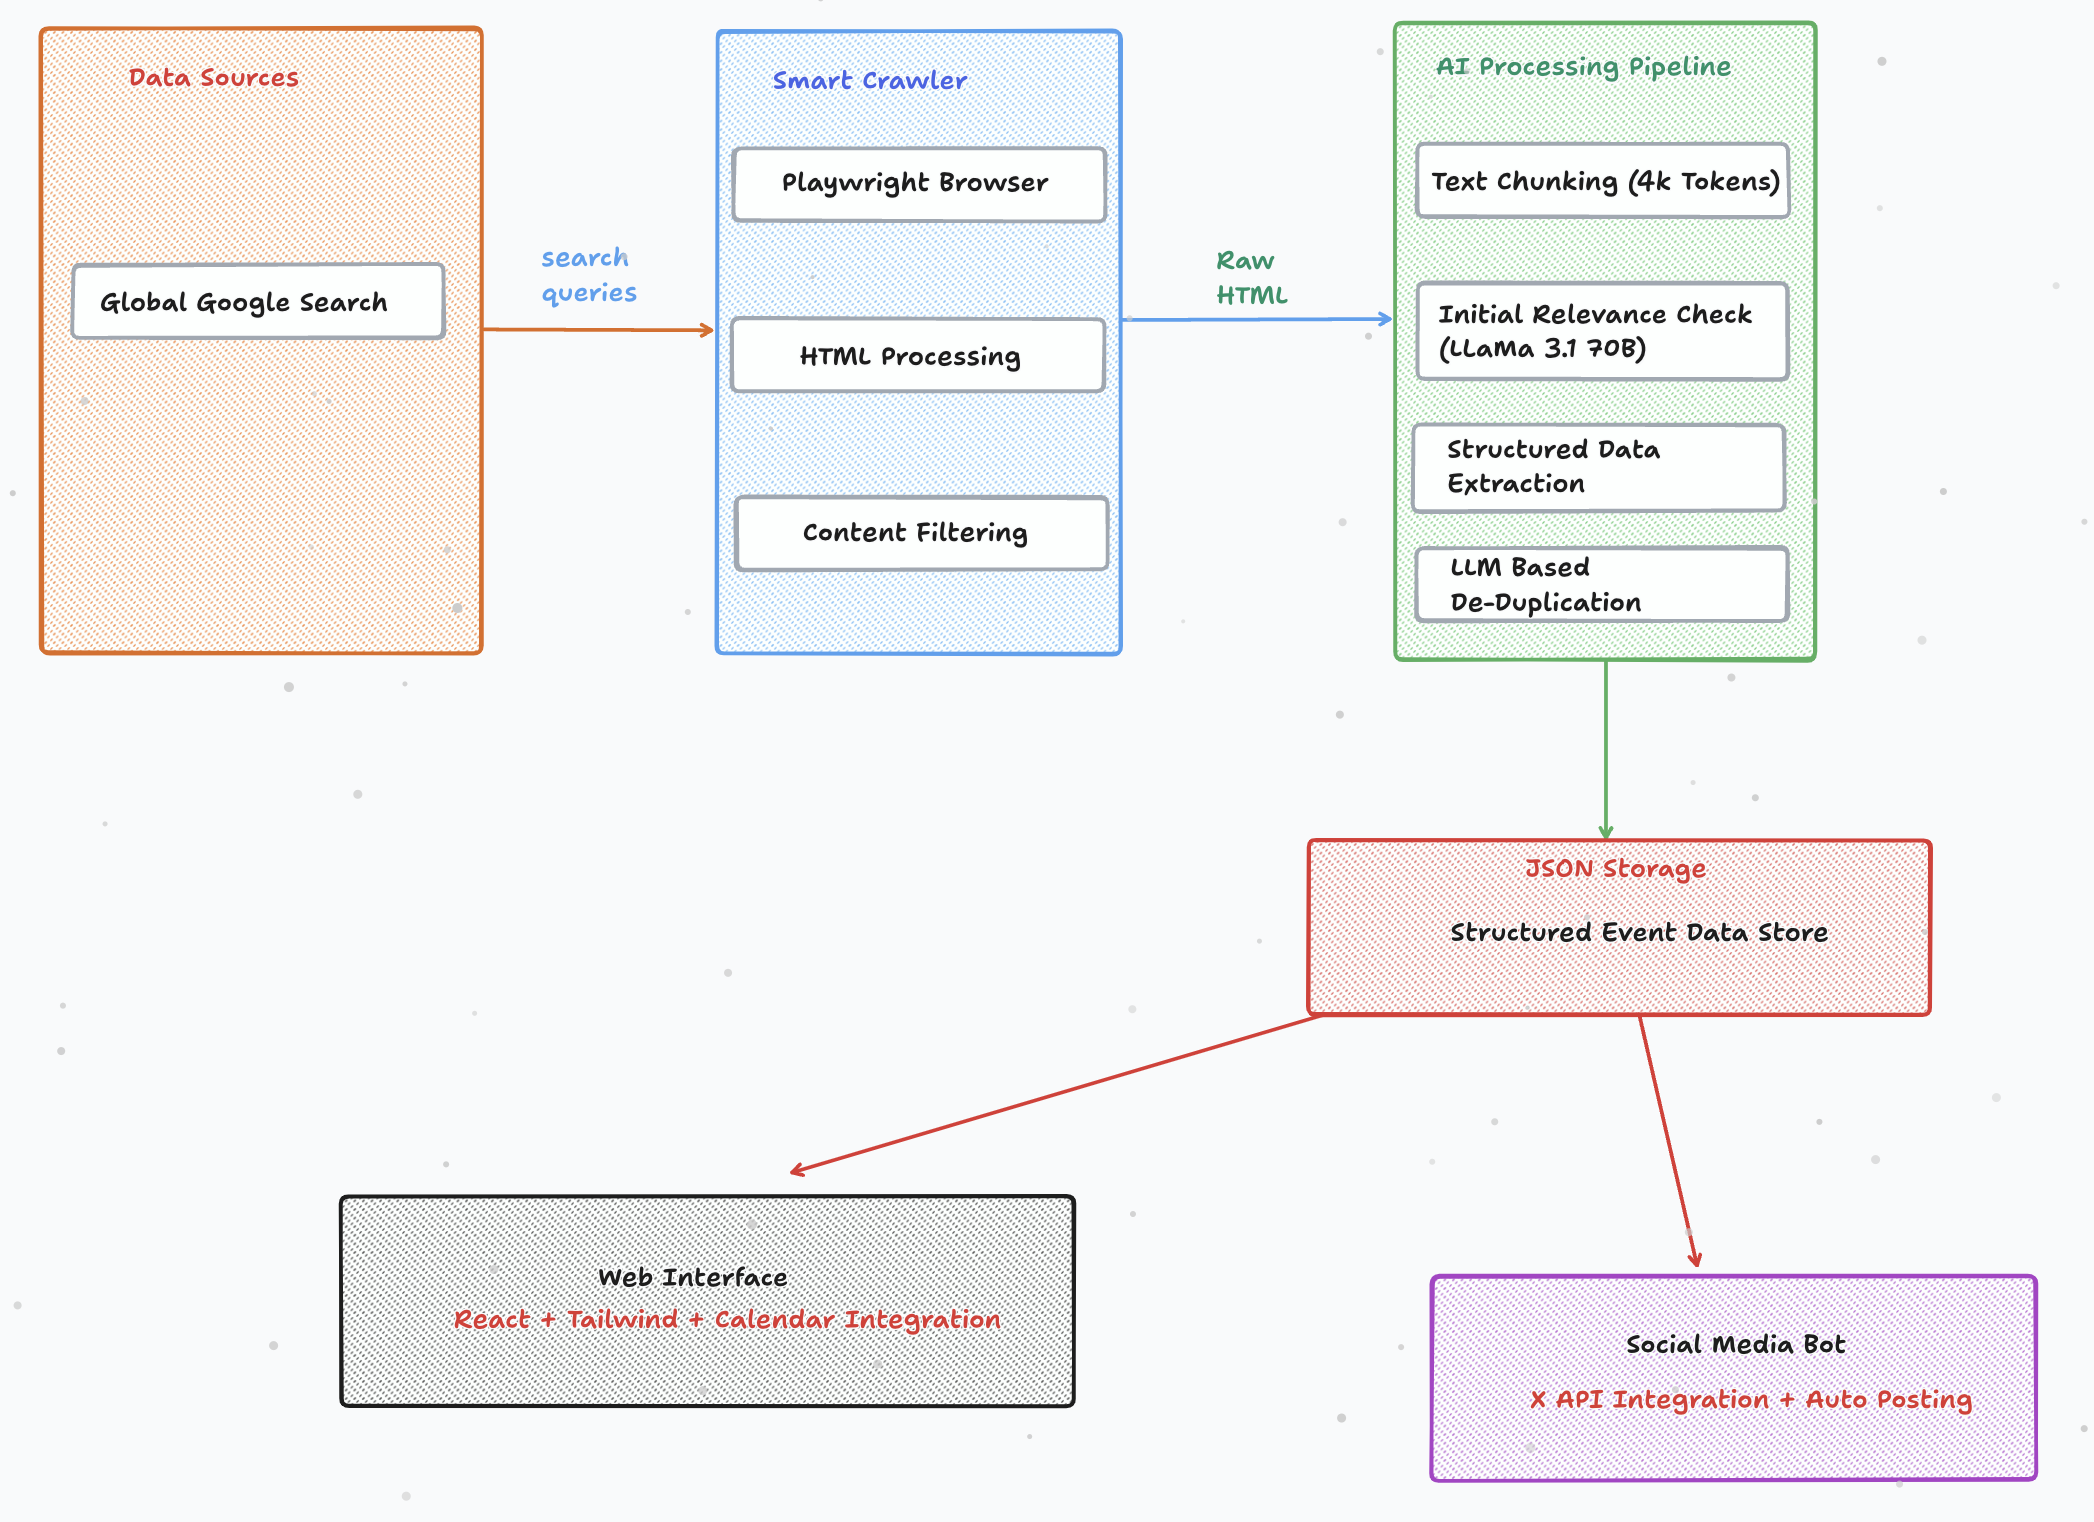 Data Sources
Global Google Search
search
queries
Smart Crawler
Playwright Browser
HTML Processing
Content Filtering
Raw
HTML
AI Processing Pipeline
Text Chunking (4k Tokens)
Initial Relevance Check
(LLaMa 3.1 70B)
Structured Data
Extraction
LLM Based
De-Duplication
JSON Storage
Structured Event Data Store
Web Interface
React + Tailwind + Calendar Integration
Social Media Bot
X API Integration + Auto Posting